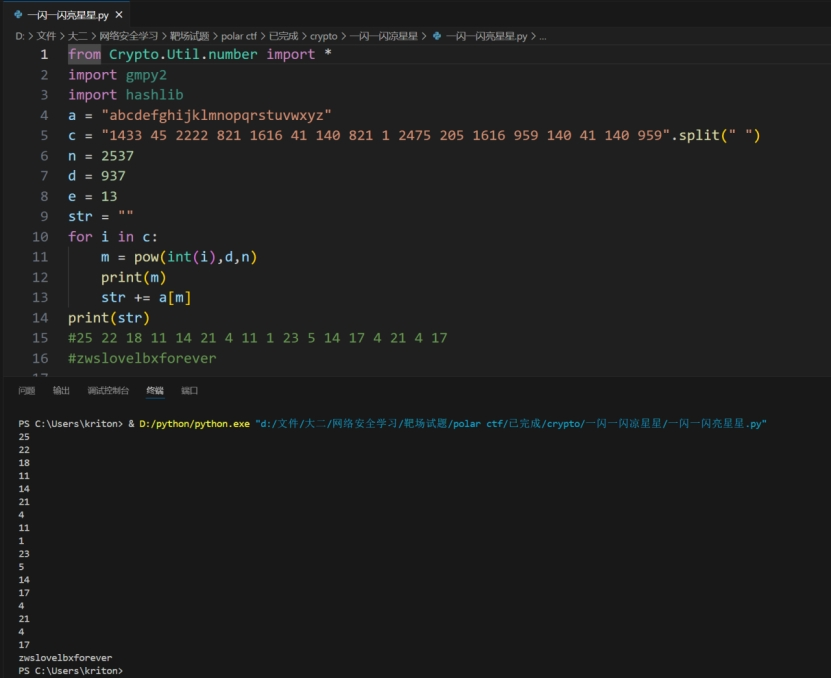 一闪一闪亮星星.py ×
D: > 文件 > 大二 > 网络安全学习 > 靶场试题 > polar ctf > 已完成 > crypto > 一闪一闪凉星星 > 一闪一闪亮星星.py > ...
1 from Crypto.Util.number import *
2 import gmpy2
3 import hashlib
4 a = "abcdefghijklmnopqrstuvwxyz"
5 c = "1433 45 2222 821 1616 41 140 821 1 2475 205 1616 959 140 41 140 959".split(" ")
6 n = 2537
7 d = 937
8 e = 13
9 str = ""
10 for i in c:
11 m = pow(int(i),d,n)
12 print(m)
13 str += a[m]
14 print(str)
15 #25 22 18 11 14 21 4 11 1 23 5 14 17 4 21 4 17
16 #zwslovelbxforever
17
问题 输出 调试控制台 终端 端口
PS C:\Users\kriton> & D:/python/python.exe "d:/文件/大二/网络安全学习/靶场试题/polar ctf/已完成/crypto/一闪一闪凉星星/一闪一闪亮星星.py"
25
22
18
11
14
21
4
11
1
23
5
14
17
4
21
4
17
zwslovelbxforever
PS C:\Users\kriton>